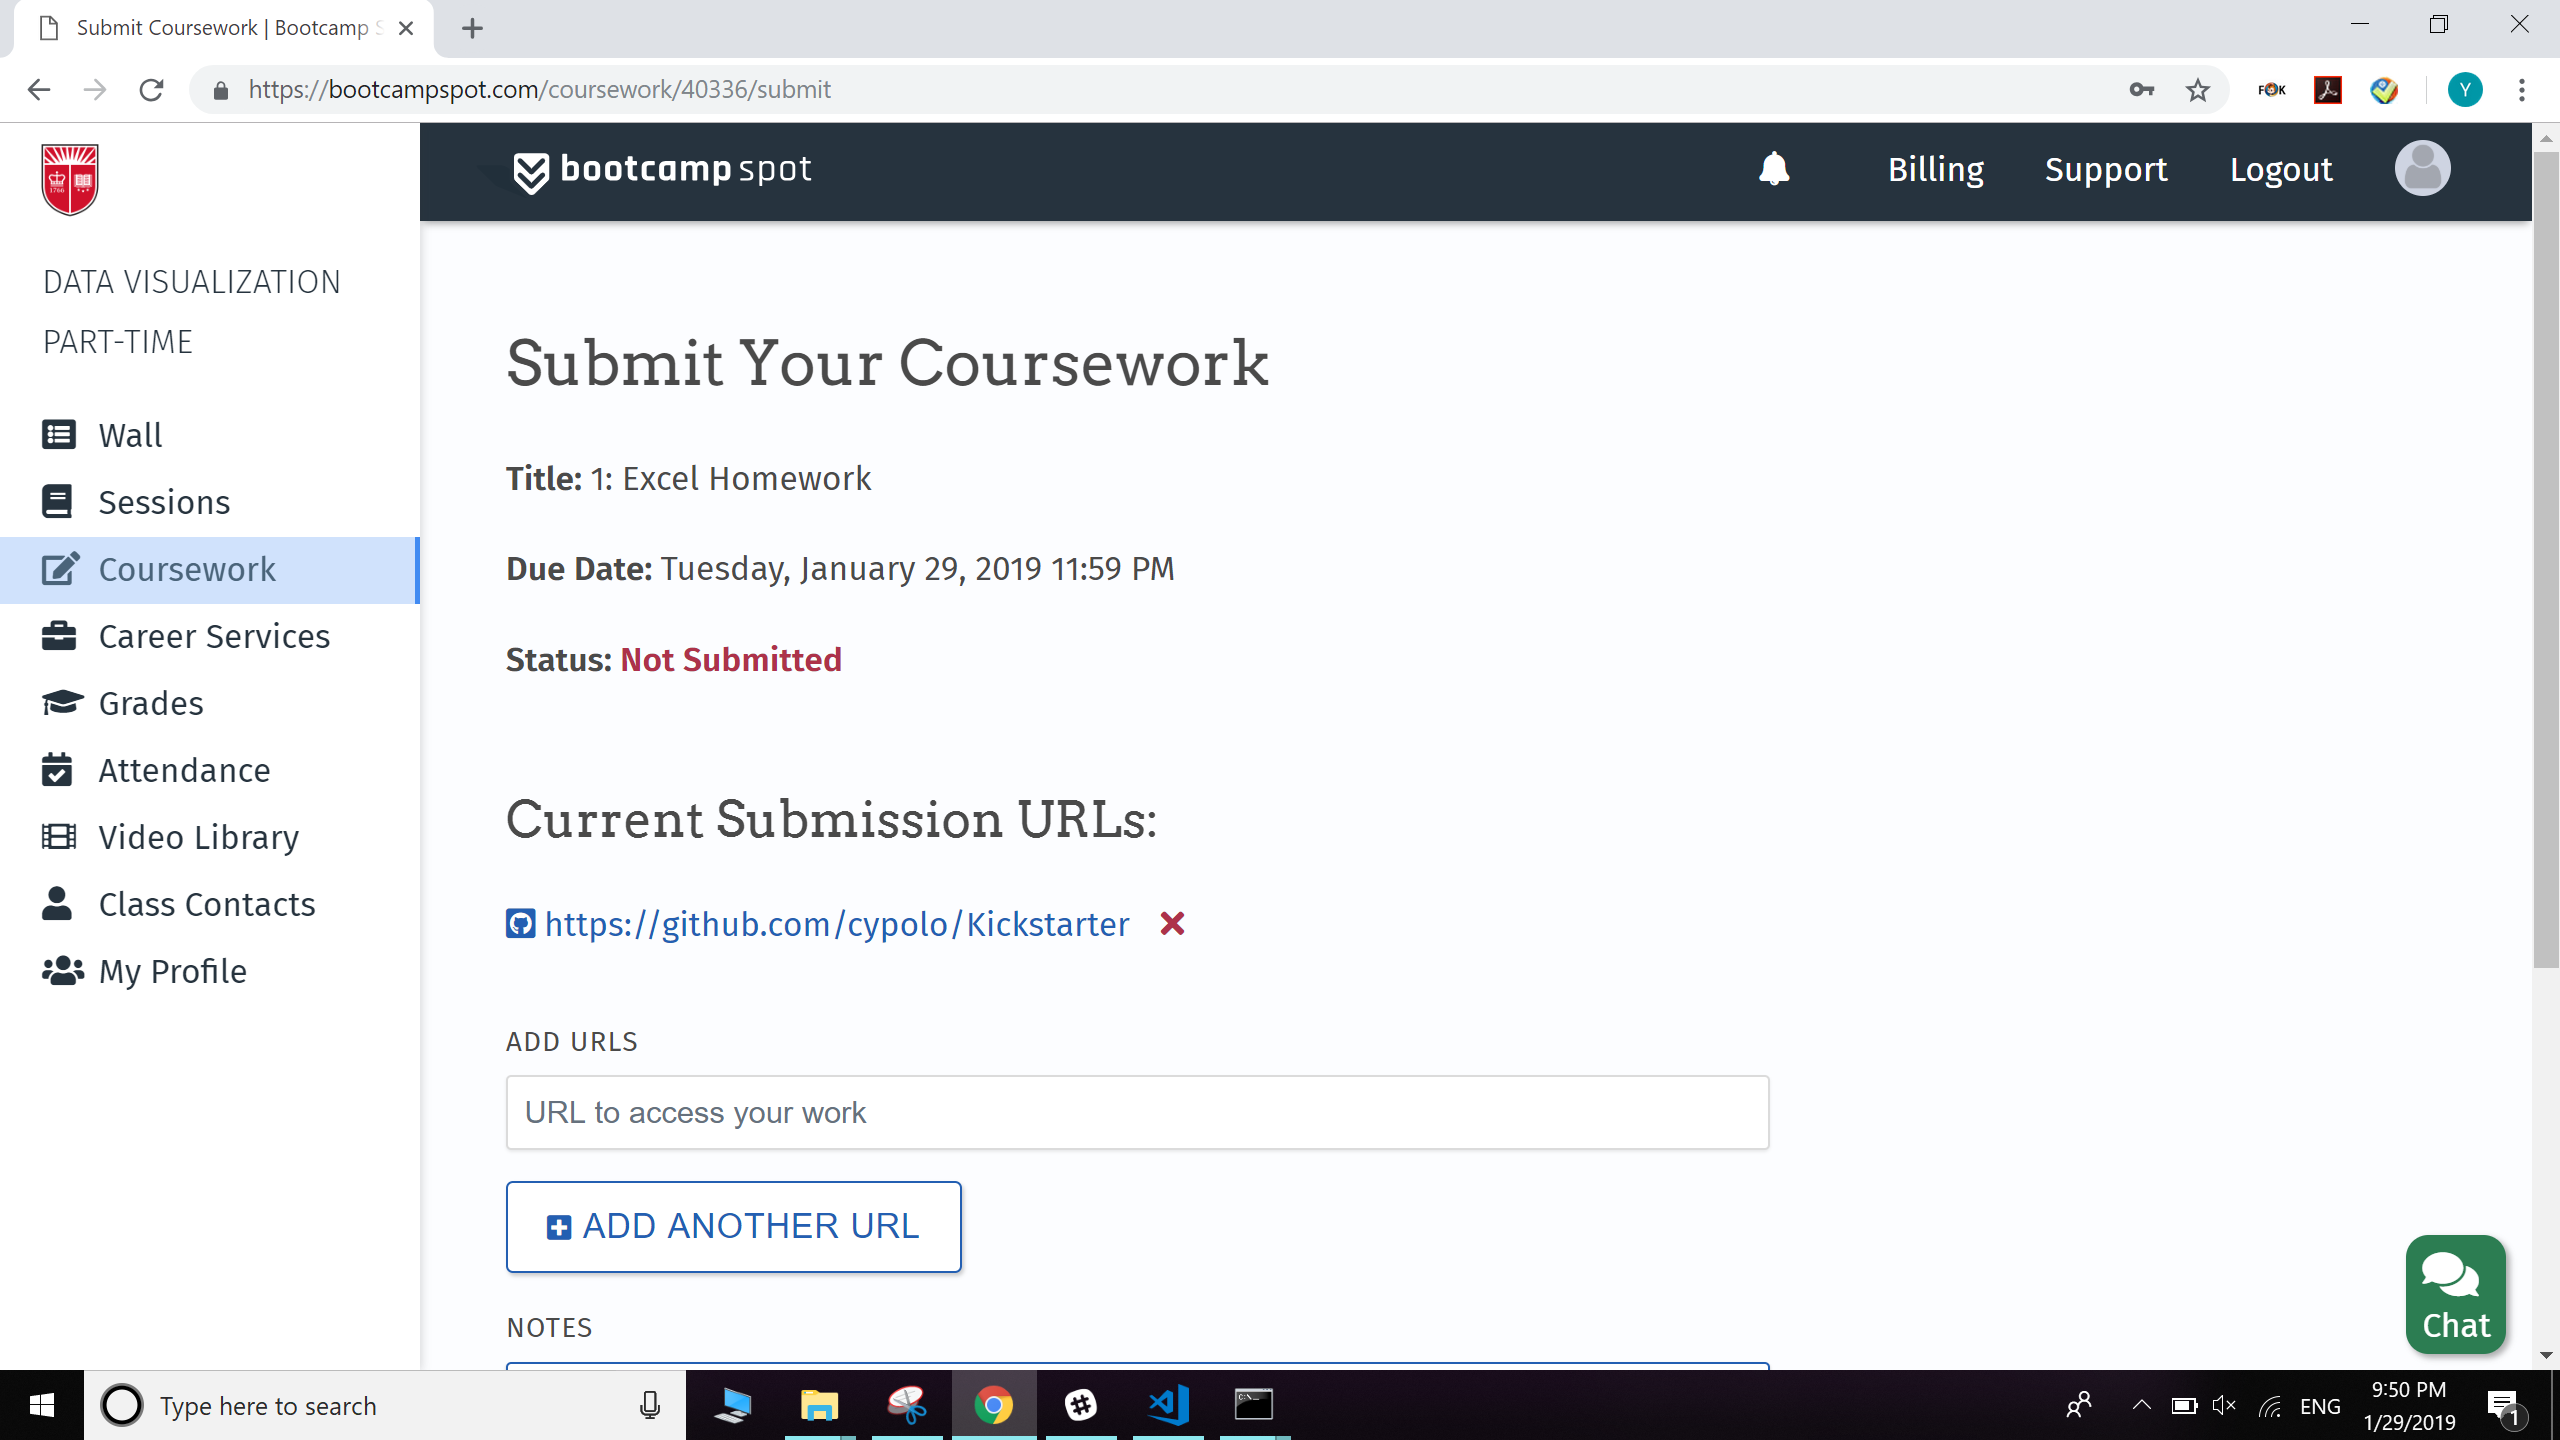 Submit Coursework | Bootcamp S
https://bootcampspot.com/coursework/40336/submit
FOK
Y
1766
bootcamp spot
Billing
Support
Logout
DATA VISUALIZATION
PART-TIME
Wall
Sessions
Coursework
Career Services
Grades
Attendance
Video Library
Class Contacts
My Profile
Submit Your Coursework
Title: 1: Excel Homework
Due Date: Tuesday, January 29, 2019 11:59 PM
Status: Not Submitted
Current Submission URLs:
https://github.com/cypolo/Kickstarter
ADD URLS
URL to access your work
ADD ANOTHER URL
NOTES
Chat
Type here to search
ENG
9:50 PM
1/29/2019
1